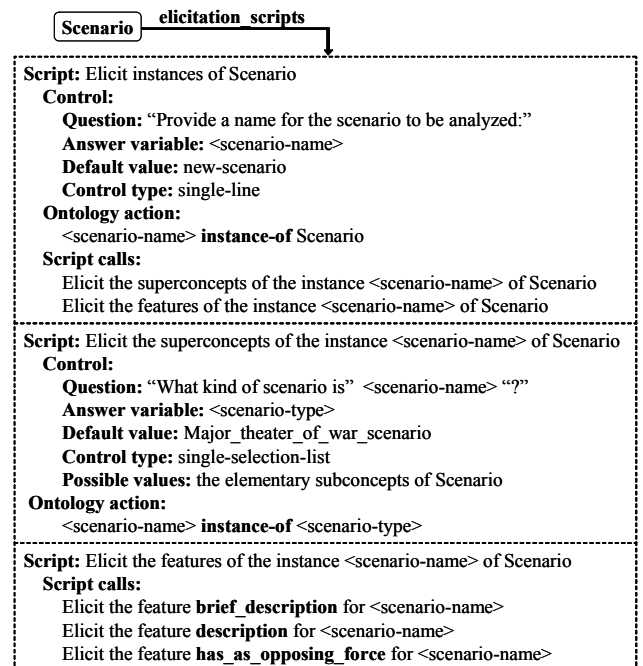 Scenario
elicitation_scripts
Script: Elicit instances of Scenario
Control:
Question: “Provide a name for the scenario to be analyzed:”
Answer variable: <scenario-name>
Default value: new-scenario
Control type: single-line
Ontology action:
<scenario-name> instance-of Scenario
Script calls:
Elicit the superconcepts of the instance <scenario-name> of Scenario
Elicit the features of the instance <scenario-name> of Scenario
Script: Elicit the superconcepts of the instance <scenario-name> of Scenario
Control:
Question: “What kind of scenario is” <scenario-name> “?”
Answer variable: <scenario-type>
Default value: Major_theater_of_war_scenario
Control type: single-selection-list
Possible values: the elementary subconcepts of Scenario
Ontology action:
<scenario-name> instance-of <scenario-type>
Script: Elicit the features of the instance <scenario-name> of Scenario
Script calls:
Elicit the feature brief_description for <scenario-name>
Elicit the feature description for <scenario-name>
Elicit the feature has_as_opposing_force for <scenario-name>